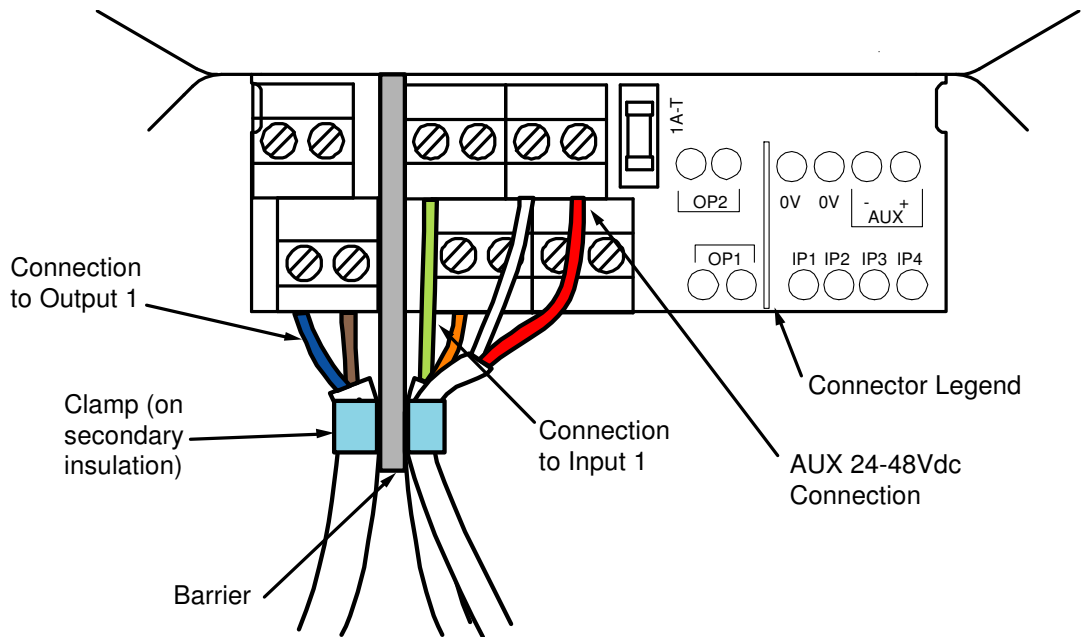 1A-T
OP2
0V 0V - +
AUX
OP1
IP1 IP2 IP3 IP4
Connection
to Output 1
Clamp (on
secondary
insulation)
Barrier
Connection
to Input 1
Connector Legend
AUX 24-48Vdc
Connection